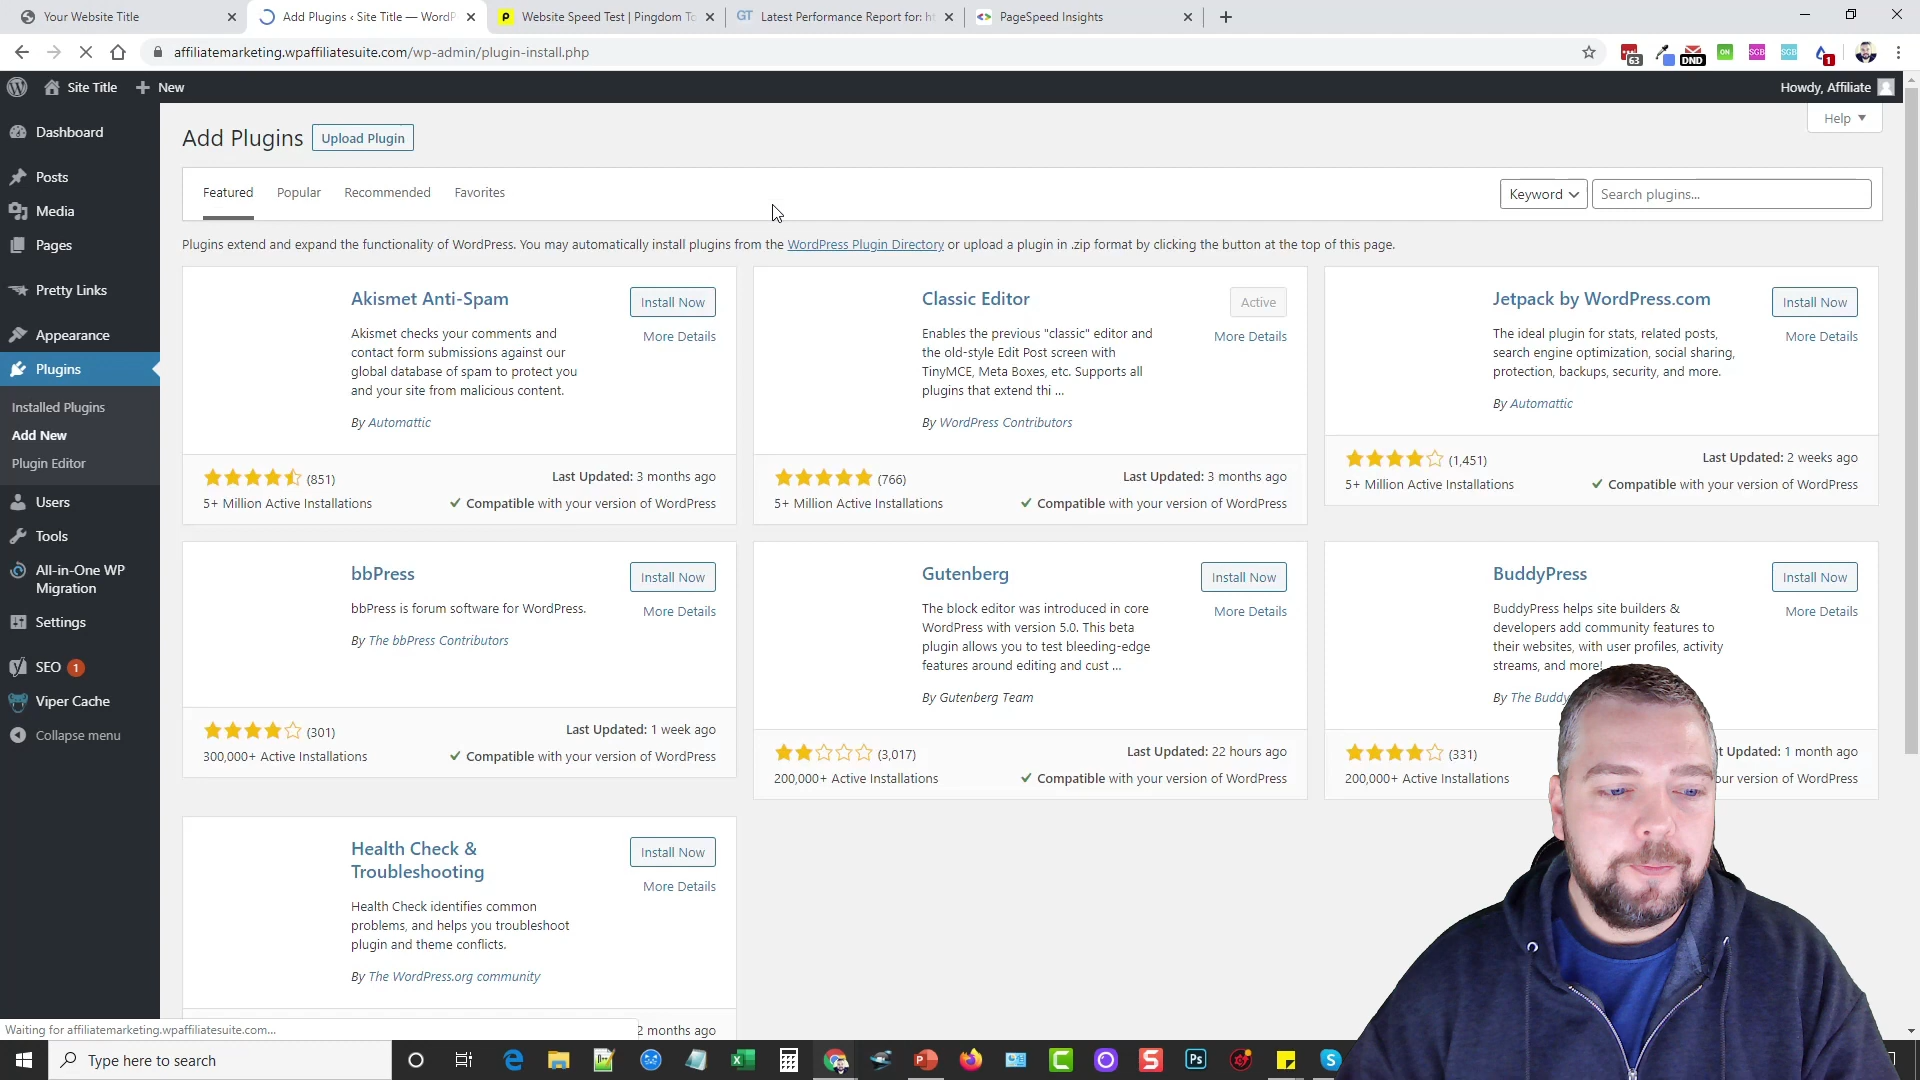 Your Website Title
Add Plugins ‹ Site Title — WordP
Website Speed Test | Pingdom To
GT Latest Performance Report for: ht
PageSpeed Insights
affiliatemarketing.wpaffiliatesuite.com/wp-admin/plugin-install.php
63
DND
ON
SGB
SGB
1
Site Title
New
Howdy, Affiliate
Dashboard
Posts
Media
Pages
Pretty Links
Appearance
Plugins
Installed Plugins
Add New
Plugin Editor
Users
Tools
All-in-One WP
Migration
Settings
SEO 1
Viper Cache
Collapse menu
Add Plugins
Upload Plugin
Help
Featured
Popular
Recommended
Favorites
Keyword
Search plugins...
Plugins extend and expand the functionality of WordPress. You may automatically install plugins from the WordPress Plugin Directory or upload a plugin in .zip format by clicking the button at the top of this page.
Akismet Anti-Spam
Install Now
More Details
Akismet checks your comments and
contact form submissions against our
global database of spam to protect you
and your site from malicious content.
By Automattic
(851)
Last Updated: 3 months ago
5+ Million Active Installations
Compatible with your version of WordPress
Classic Editor
Active
More Details
Enables the previous "classic" editor and
the old-style Edit Post screen with
TinyMCE, Meta Boxes, etc. Supports all
plugins that extend thi ...
By WordPress Contributors
(766)
Last Updated: 3 months ago
5+ Million Active Installations
Compatible with your version of WordPress
Jetpack by WordPress.com
Install Now
More Details
The ideal plugin for stats, related posts,
search engine optimization, social sharing,
protection, backups, security, and more.
By Automattic
(1,451)
Last Updated: 2 weeks ago
5+ Million Active Installations
Compatible with your version of WordPress
bbPress
Install Now
More Details
bbPress is forum software for WordPress.
By The bbPress Contributors
(301)
Last Updated: 1 week ago
300,000+ Active Installations
Compatible with your version of WordPress
Gutenberg
Install Now
More Details
The block editor was introduced in core
WordPress with version 5.0. This beta
plugin allows you to test bleeding-edge
features around editing and cust ...
By Gutenberg Team
(3,017)
Last Updated: 22 hours ago
200,000+ Active Installations
Compatible with your version of WordPress
BuddyPress
Install Now
More Details
BuddyPress helps site builders &
developers add community features to
their websites, with user profiles, activity
streams, and more!
By The Buddy
(331)
t Updated: 1 month ago
200,000+ Active Installations
our version of WordPress
Health Check &
Troubleshooting
Install Now
More Details
Health Check identifies common
problems, and helps you troubleshoot
plugin and theme conflicts.
By The WordPress.org community
2 months ago
Waiting for affiliatemarketing.wpaffiliatesuite.com...
Type here to search
Ps